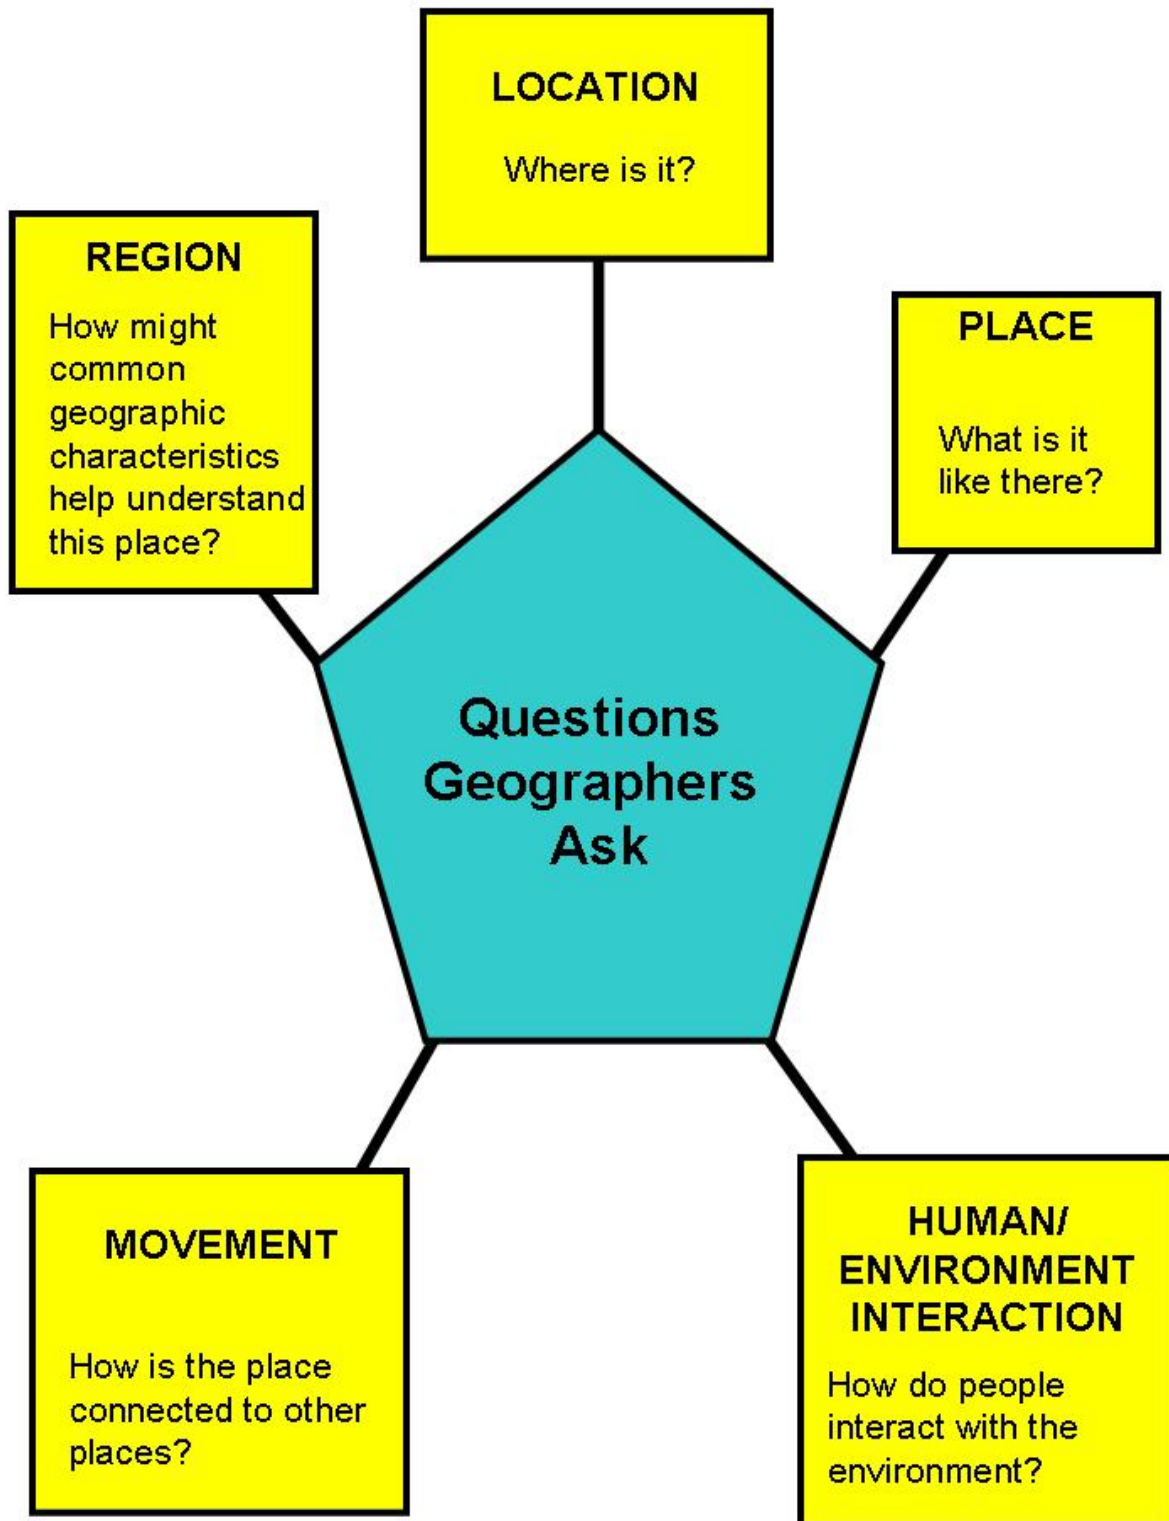 LOCATION
Where is it?
REGION
How might
common
geographic
characteristics
help understand
this place?
PLACE
What is it
like there?
Questions
Geographers
Ask
MOVEMENT
How is the place
connected to other
places?
HUMAN/
ENVIRONMENT
INTERACTION
How do people
interact with the
environment?